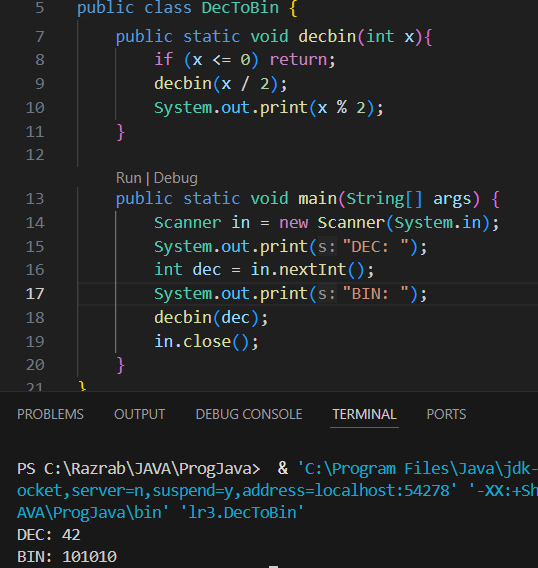 5 public class DecToBin {
7 public static void decbin(int x){
8 if (x <= 0) return;
9 decbin(x / 2);
10 System.out.print(x % 2);
11 }
12
Run | Debug
13 public static void main(String[] args) {
14 Scanner in = new Scanner(System.in);
15 System.out.print(s: "DEC: ");
16 int dec = in.nextInt();
17 System.out.print(s: "BIN: ");
18 decbin(dec);
19 in.close();
20 }
21 }
PROBLEMS OUTPUT DEBUG CONSOLE TERMINAL PORTS
PS C:\Razrab\JAVA\ProgJava> & 'C:\Program Files\Java\jdk-
ocket,server=n,suspend=y,address=localhost:54278' '-XX:+Sh
AVA\ProgJava\bin' 'lr3.DecToBin'
DEC: 42
BIN: 101010